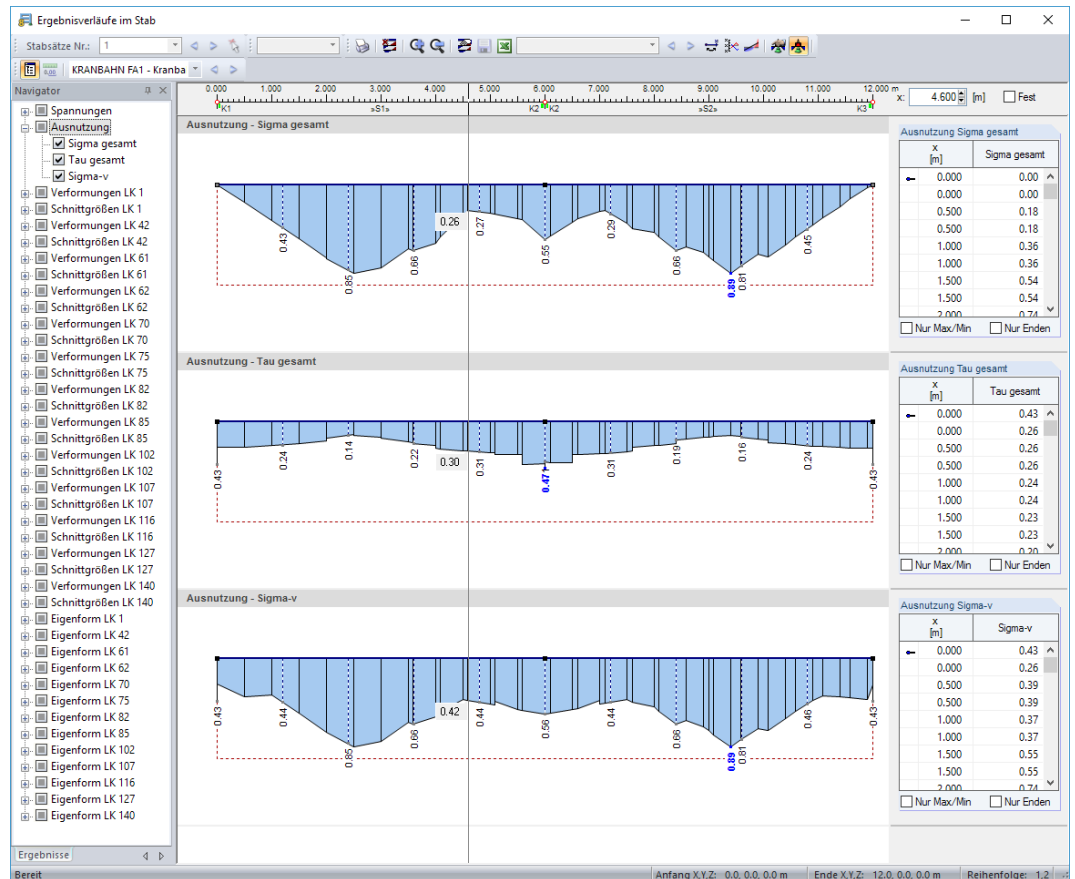 Ergebnisverläufe im Stab
Stabsätze Nr.: 1
KRANBAHN FA1 - Kranba
Navigator
Spannungen
Ausnutzung
Sigma gesamt
Tau gesamt
Sigma-v
Verformungen LK 1
Schnittgrößen LK 1
Verformungen LK 42
Schnittgrößen LK 42
Verformungen LK 61
Schnittgrößen LK 61
Verformungen LK 62
Schnittgrößen LK 62
Verformungen LK 70
Schnittgrößen LK 70
Verformungen LK 75
Schnittgrößen LK 75
Verformungen LK 82
Schnittgrößen LK 82
Verformungen LK 85
Schnittgrößen LK 85
Verformungen LK 102
Schnittgrößen LK 102
Verformungen LK 107
Schnittgrößen LK 107
Verformungen LK 116
Schnittgrößen LK 116
Verformungen LK 127
Schnittgrößen LK 127
Verformungen LK 140
Schnittgrößen LK 140
Eigenform LK 1
Eigenform LK 42
Eigenform LK 61
Eigenform LK 62
Eigenform LK 70
Eigenform LK 75
Eigenform LK 82
Eigenform LK 85
Eigenform LK 102
Eigenform LK 107
Eigenform LK 116
Eigenform LK 127
Eigenform LK 140
Ergebnisse
0.000 1.000 2.000 3.000 4.000 5.000 6.000 7.000 8.000 9.000 10.000 11.000 12.000 m
K1 »S1» K2 K2 »S2» K3
x: 4.600 [m] Fest
Ausnutzung - Sigma gesamt
0.43 0.85 0.66 0.26 0.27 0.55 0.29 0.66 0.89 0.81 0.45
Ausnutzung Sigma gesamt
x [m] Sigma gesamt
0.000 0.00
0.000 0.00
0.500 0.18
0.500 0.18
1.000 0.36
1.000 0.36
1.500 0.54
1.500 0.54
2.000 0.74
Nur Max/Min Nur Enden
Ausnutzung - Tau gesamt
0.43 0.24 0.14 0.22 0.30 0.31 0.47 0.31 0.19 0.16 0.24 0.43
Ausnutzung Tau gesamt
x [m] Tau gesamt
0.000 0.43
0.000 0.26
0.500 0.26
0.500 0.26
1.000 0.24
1.000 0.24
1.500 0.23
1.500 0.23
2.000 0.20
Nur Max/Min Nur Enden
Ausnutzung - Sigma-v
0.43 0.44 0.85 0.66 0.42 0.44 0.56 0.44 0.66 0.89 0.81 0.46 0.43
Ausnutzung Sigma-v
x [m] Sigma-v
0.000 0.43
0.000 0.26
0.500 0.39
0.500 0.39
1.000 0.37
1.000 0.37
1.500 0.55
1.500 0.55
2.000 0.74
Nur Max/Min Nur Enden
Bereit
Anfang X,Y,Z: 0.0, 0.0, 0.0 m
Ende X,Y,Z: 12.0, 0.0, 0.0 m
Reihenfolge: 1,2